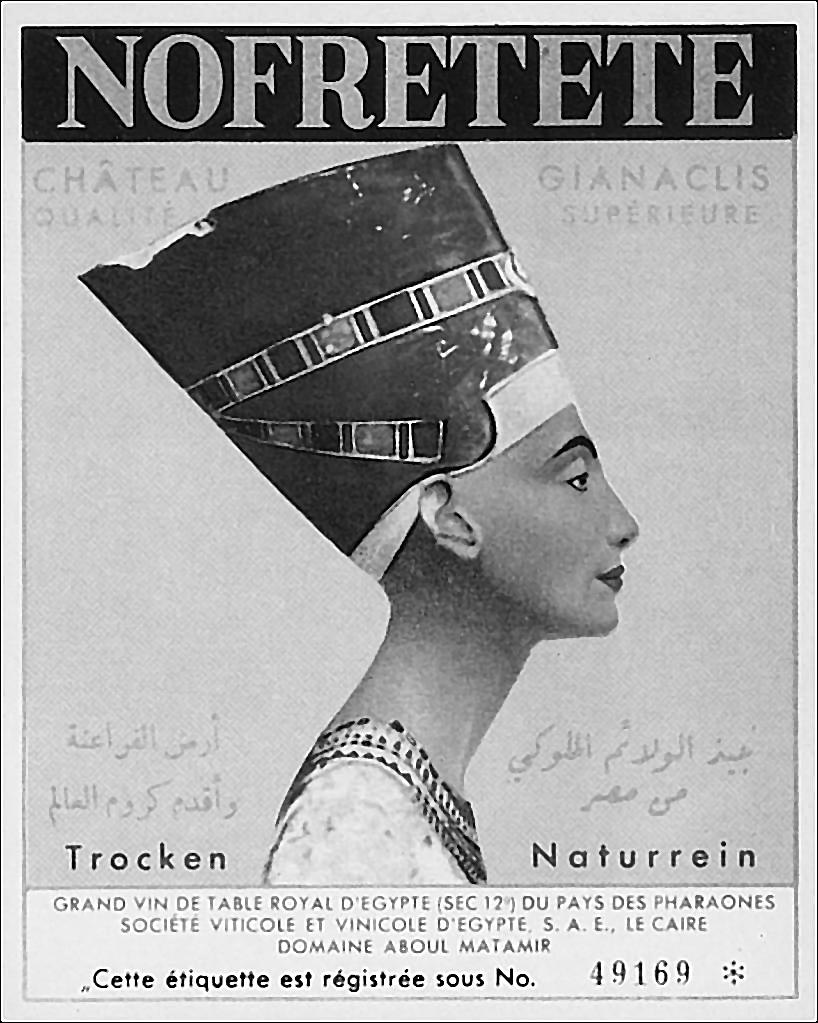 NOFRETETE
CHÂTEAU GIANACLIS
QUALITÉ SUPÉRIEURE
أرض الفراعنة
وأقدم كروم العالم
نبيذ الولائم الملوكي
من مصر
Trocken Naturrein
GRAND VIN DE TABLE ROYAL D'EGYPTE (SEC 12°) DU PAYS DES PHARAONES
SOCIÉTÉ VITICOLE ET VINICOLE D'EGYPTE, S. A. E., LE CAIRE
DOMAINE ABOUL MATAMIR
„Cette étiquette est régistrée sous No. 49169 *